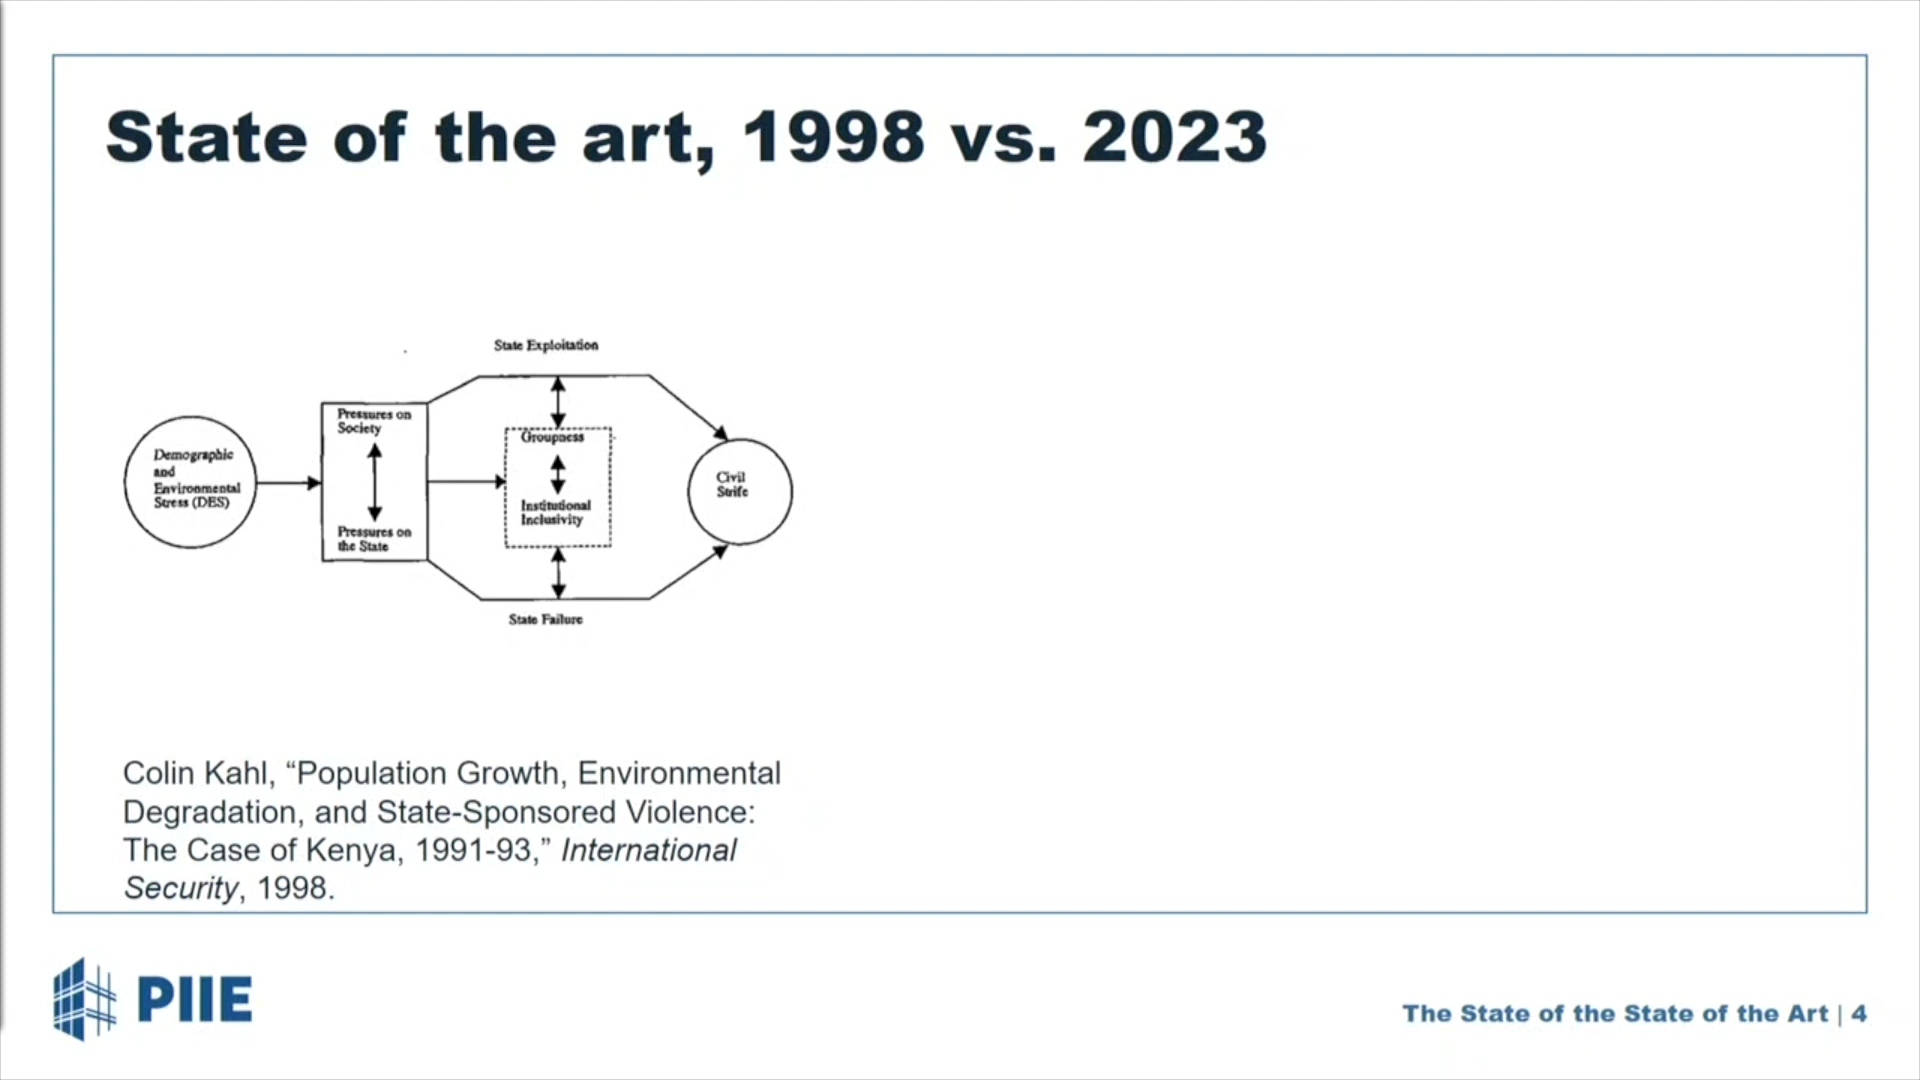 State of the art, 1998 vs. 2023
State Exploitation
Demographic
and
Environmental
Stress (DES)
Pressures on
Society
Pressures on
the State
Groupness
Institutional
Inclusivity
Civil
Strife
State Failure
Colin Kahl, “Population Growth, Environmental
Degradation, and State-Sponsored Violence:
The Case of Kenya, 1991-93,” International
Security, 1998.
PIIE
The State of the State of the Art | 4